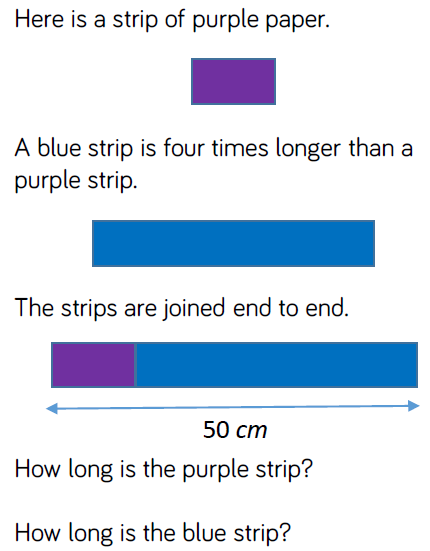 Here is a strip of purple paper.
A blue strip is four times longer than a
purple strip.
The strips are joined end to end.
50 cm
How long is the purple strip?
How long is the blue strip?